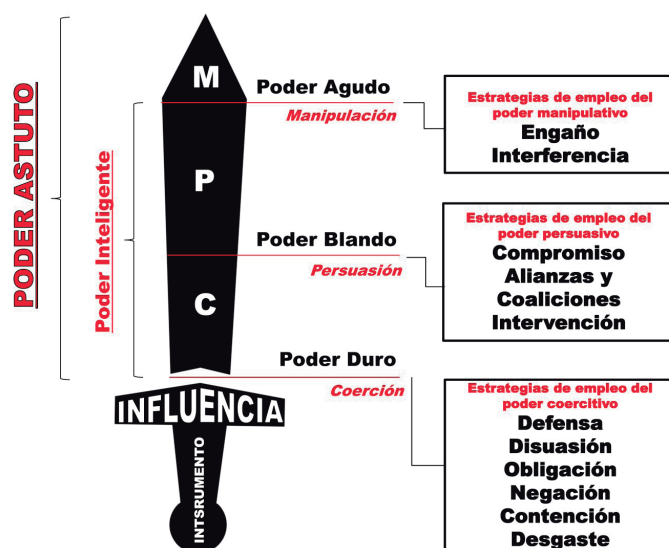 PODER ASTUTO
Poder Inteligente
M
P
C
INFLUENCIA
INTSRUMENTO
Poder Agudo
Manipulación
Poder Blando
Persuasión
Poder Duro
Coerción
Estrategias de empleo del
poder manipulativo
Engaño
Interferencia
Estrategias de empleo del
poder persuasivo
Compromiso
Alianzas y
Coaliciones
Intervención
Estrategias de empleo del
poder coercitivo
Defensa
Disuasión
Obligación
Negación
Contención
Desgaste